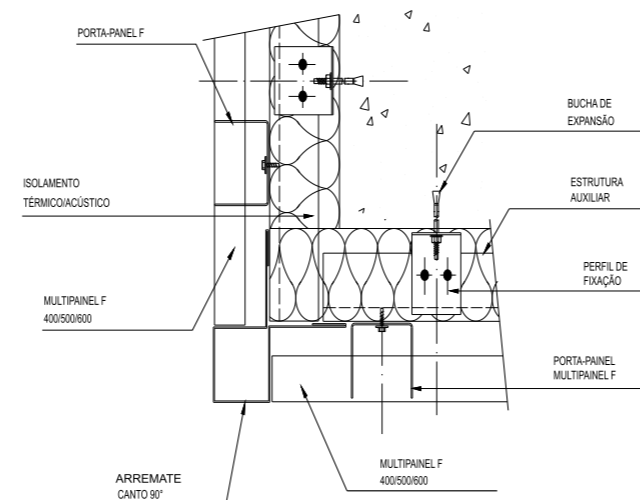 PORTA-PANEL F
BUCHA DE
EXPANSÃO
ISOLAMENTO
TÉRMICO/ACÚSTICO
ESTRUTURA
AUXILIAR
PERFIL DE
FIXAÇÃO
MULTIPAINEL F
400/500/600
PORTA-PAINEL
MULTIPAINEL F
ARREMATE
CANTO 90°
MULTIPAINEL F
400/500/600